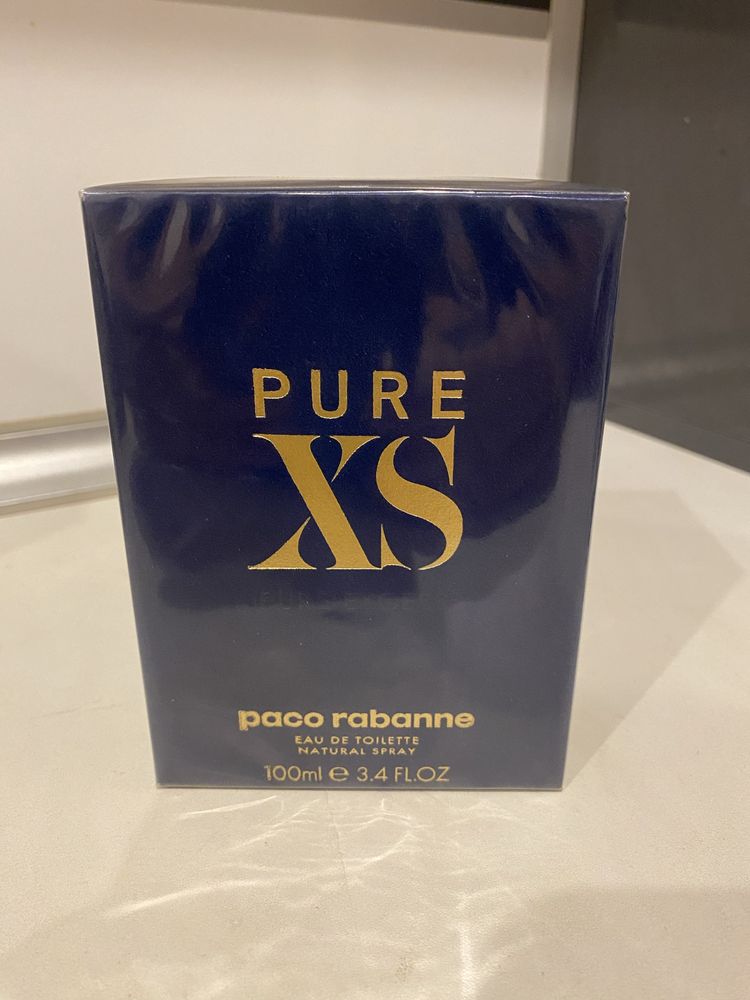 PURE
XS
paco rabanne
EAU DE TOILETTE
NATURAL SPRAY
100ml e 3.4 FL.OZ